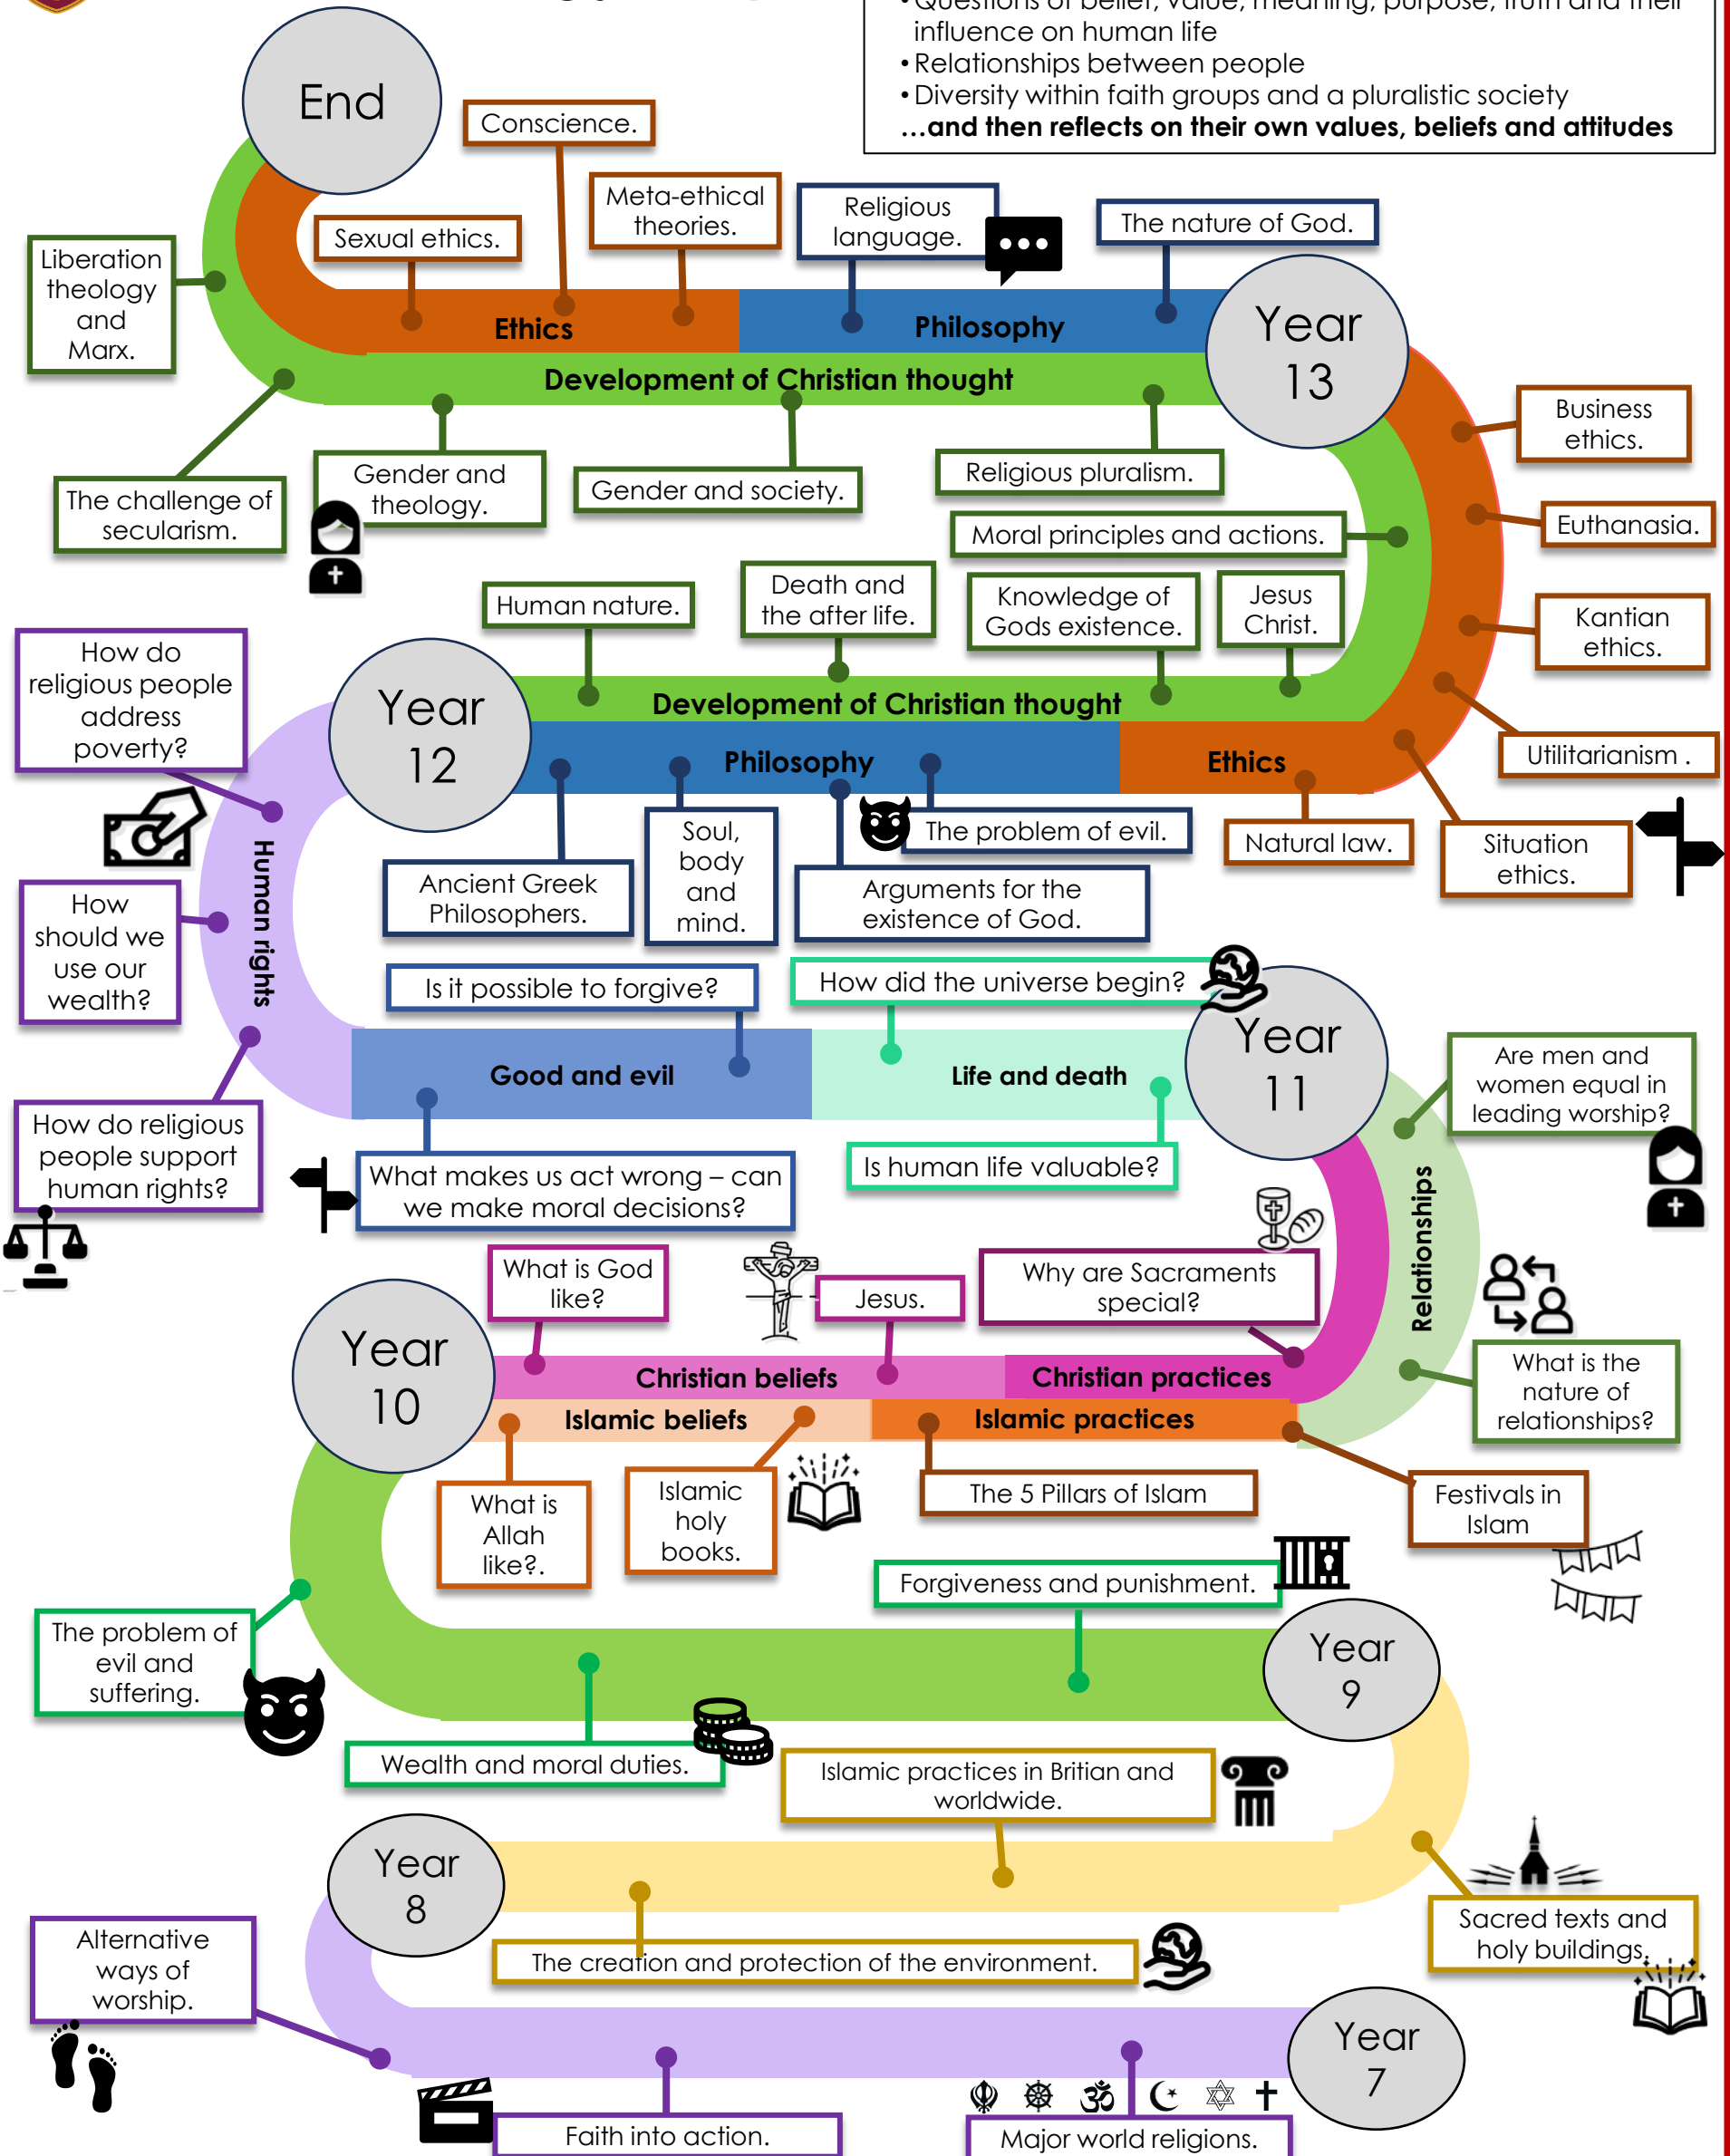 • Questions of belief, value, meaning, purpose, truth and their
influence on human life
• Relationships between people
• Diversity within faith groups and a pluralistic society
...and then reflects on their own values, beliefs and attitudes
End
Conscience.
Meta-ethical
theories.
Religious
language.
The nature of God.
Sexual ethics.
Liberation
theology
and
Marx.
Ethics
Philosophy
Year
13
Development of Christian thought
Business
ethics.
Gender and
theology.
Gender and society.
Religious pluralism.
The challenge of
secularism.
Moral principles and actions.
Euthanasia.
Human nature.
Death and
the after life.
Knowledge of
Gods existence.
Jesus
Christ.
Kantian
ethics.
How do
religious people
address
poverty?
Year
12
Development of Christian thought
Philosophy
Ethics
Utilitarianism .
Soul,
body
and
mind.
The problem of evil.
Natural law.
Situation
ethics.
Ancient Greek
Philosophers.
Arguments for the
existence of God.
Human rights
How
should we
use our
wealth?
Is it possible to forgive?
How did the universe begin?
Year
11
Good and evil
Life and death
Are men and
women equal in
leading worship?
How do religious
people support
human rights?
What makes us act wrong – can
we make moral decisions?
Is human life valuable?
Relationships
What is God
like?
Jesus.
Why are Sacraments
special?
Year
10
Christian beliefs
Christian practices
What is the
nature of
relationships?
Islamic beliefs
Islamic practices
What is
Allah
like?.
Islamic
holy
books.
The 5 Pillars of Islam
Festivals in
Islam
Forgiveness and punishment.
The problem of
evil and
suffering.
Year
9
Wealth and moral duties.
Islamic practices in Britian and
worldwide.
Year
8
Sacred texts and
holy buildings.
Alternative
ways of
worship.
The creation and protection of the environment.
Year
7
Faith into action.
Major world religions.